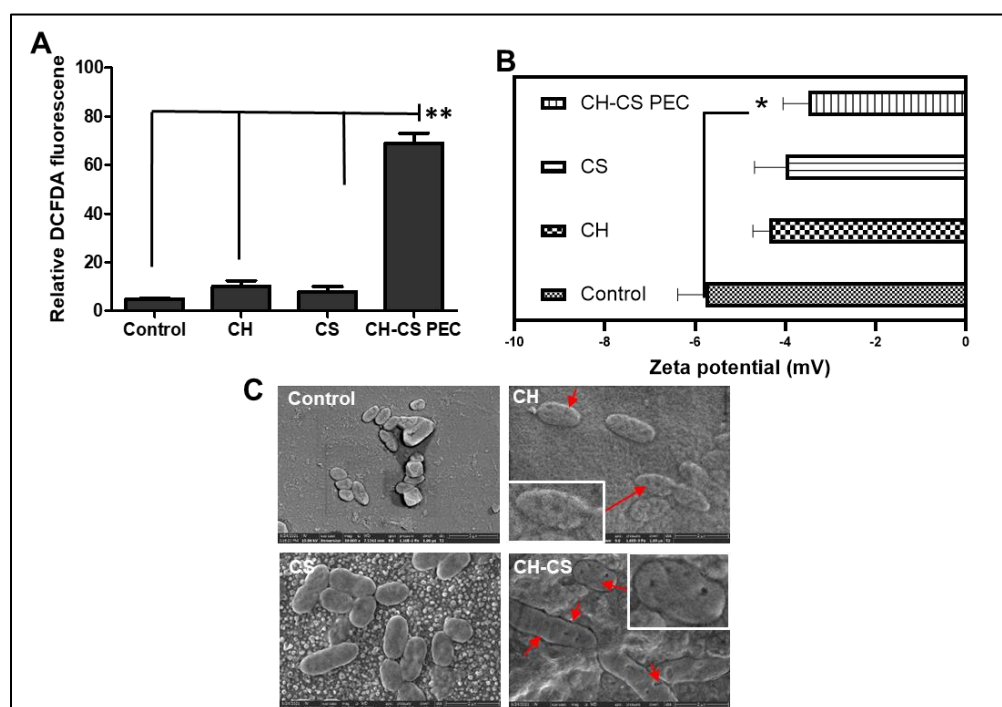 A
100
80
60
40
20
0
Relative DCFDA fluorescene
**
Control CH CS CH-CS PEC
B
CH-CS PEC
CS
CH
Control
*
-10 -8 -6 -4 -2 0
Zeta potential (mV)
C
Control
CH
CS
CH-CS